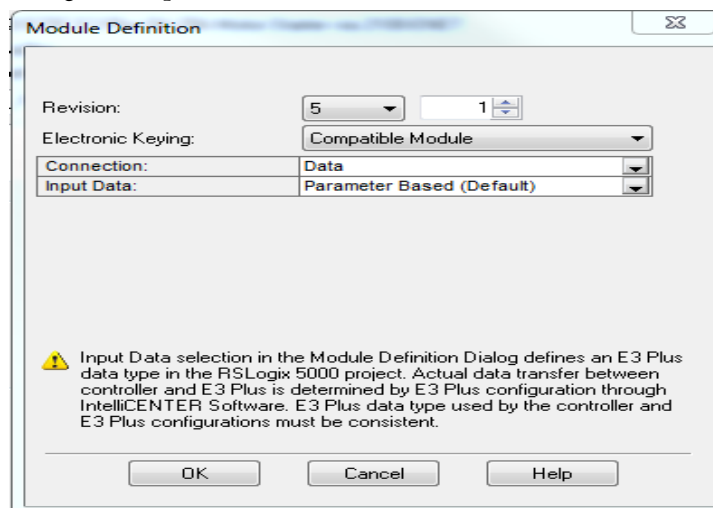 Module Definition
Revision: 5 1
Electronic Keying: Compatible Module
Connection: Data
Input Data: Parameter Based (Default)
Input Data selection in the Module Definition Dialog defines an E3 Plus
data type in the RSLogix 5000 project. Actual data transfer between
controller and E3 Plus is determined by E3 Plus configuration through
IntelliCENTER Software. E3 Plus data type used by the controller and
E3 Plus configurations must be consistent.
OK Cancel Help